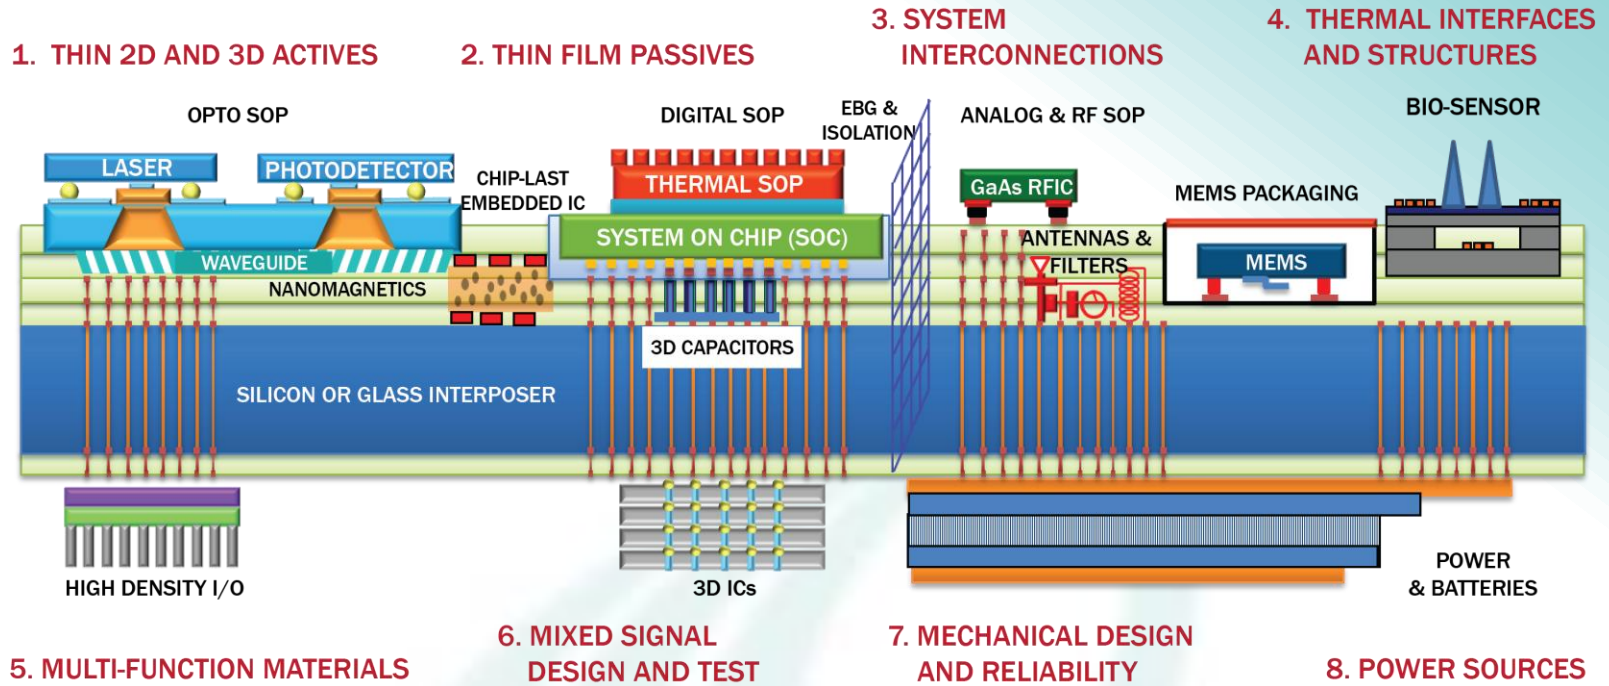 1. THIN 2D AND 3D ACTIVES
2. THIN FILM PASSIVES
3. SYSTEM
INTERCONNECTIONS
4. THERMAL INTERFACES
AND STRUCTURES
OPTO SOP
DIGITAL SOP
EBG &
ISOLATION
ANALOG & RF SOP
BIO-SENSOR
LASER
PHOTODETECTOR
CHIP-LAST
EMBEDDED IC
THERMAL SOP
GaAs RFIC
MEMS PACKAGING
SYSTEM ON CHIP (SOC)
ANTENNAS &
FILTERS
WAVEGUIDE
MEMS
NANOMAGNETICS
3D CAPACITORS
SILICON OR GLASS INTERPOSER
HIGH DENSITY I/O
3D ICs
POWER
& BATTERIES
5. MULTI-FUNCTION MATERIALS
6. MIXED SIGNAL
DESIGN AND TEST
7. MECHANICAL DESIGN
AND RELIABILITY
8. POWER SOURCES